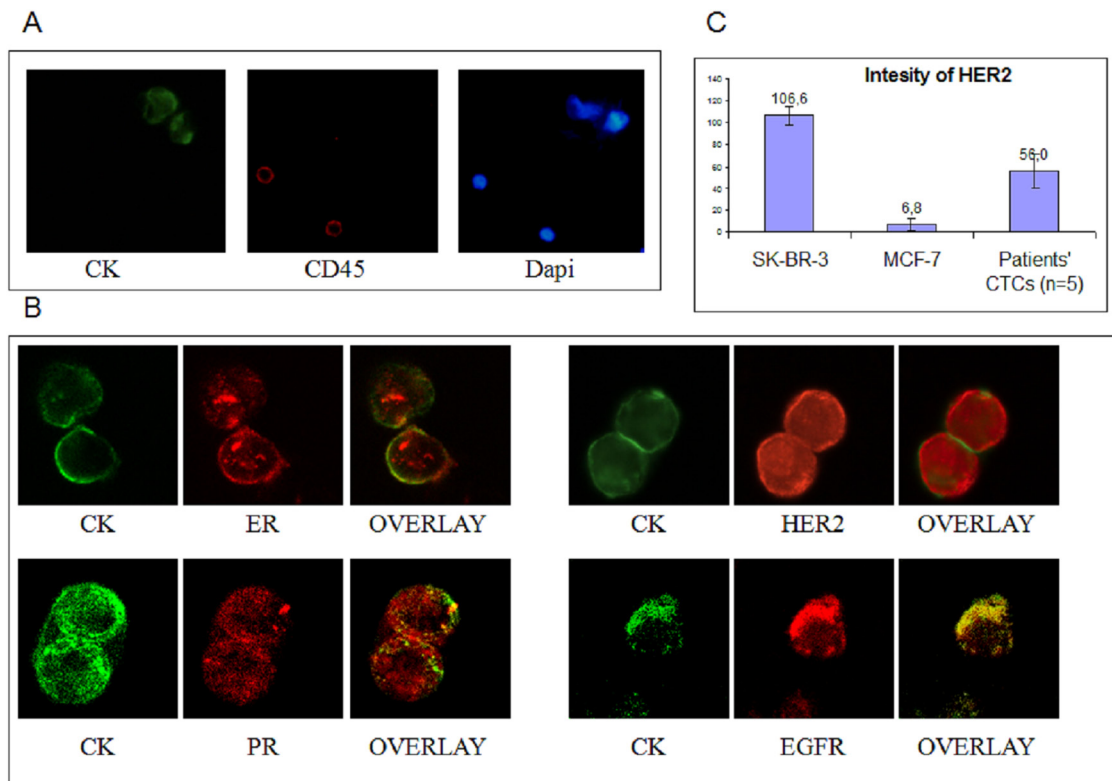 A
CK
CD45
Dapi
C
Intesity of HER2
140
120
100
80
60
40
20
0
106,6
6,8
56,0
SK-BR-3
MCF-7
Patients'
CTCs (n=5)
B
CK
ER
OVERLAY
CK
HER2
OVERLAY
CK
PR
OVERLAY
CK
EGFR
OVERLAY